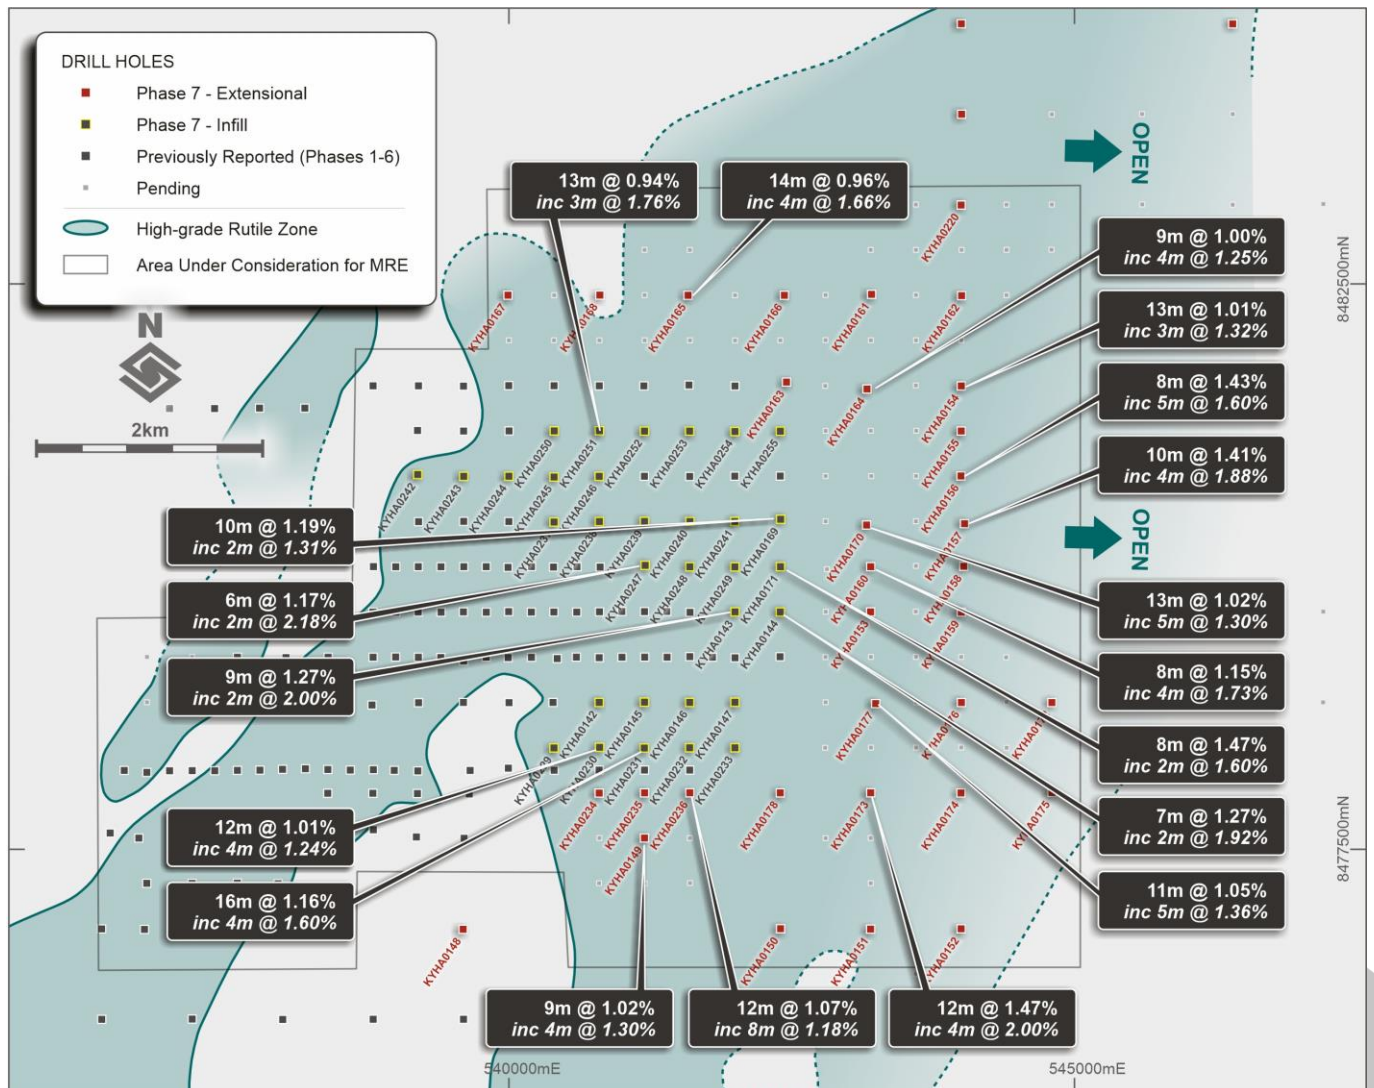 DRILL HOLES
Phase 7 - Extensional
Phase 7 - Infill
Previously Reported (Phases 1-6)
Pending
High-grade Rutile Zone
Area Under Consideration for MRE
N
2km
OPEN
OPEN
13m @ 0.94%
inc 3m @ 1.76%
14m @ 0.96%
inc 4m @ 1.66%
9m @ 1.00%
inc 4m @ 1.25%
13m @ 1.01%
inc 3m @ 1.32%
8m @ 1.43%
inc 5m @ 1.60%
10m @ 1.41%
inc 4m @ 1.88%
10m @ 1.19%
inc 2m @ 1.31%
6m @ 1.17%
inc 2m @ 2.18%
9m @ 1.27%
inc 2m @ 2.00%
13m @ 1.02%
inc 5m @ 1.30%
8m @ 1.15%
inc 4m @ 1.73%
8m @ 1.47%
inc 2m @ 1.60%
7m @ 1.27%
inc 2m @ 1.92%
11m @ 1.05%
inc 5m @ 1.36%
12m @ 1.01%
inc 4m @ 1.24%
16m @ 1.16%
inc 4m @ 1.60%
9m @ 1.02%
inc 4m @ 1.30%
12m @ 1.07%
inc 8m @ 1.18%
12m @ 1.47%
inc 4m @ 2.00%
KYHA0220
KYHA0167
KYHA0168
KYHA0165
KYHA0166
KYHA0161
KYHA0162
KYHA0163
KYHA0164
KYHA0154
KYHA0250
KYHA0251
KYHA0252
KYHA0253
KYHA0254
KYHA0255
KYHA0155
KYHA0242
KYHA0243
KYHA0244
KYHA0245
KYHA0246
KYHA0156
KYHA0238
KYHA0239
KYHA0240
KYHA0241
KYHA0169
KYHA0170
KYHA0157
KYHA0247
KYHA0248
KYHA0249
KYHA0171
KYHA0160
KYHA0158
KYHA0143
KYHA0144
KYHA0153
KYHA0159
KYHA0142
KYHA0145
KYHA0146
KYHA0147
KYHA0177
KYHA0176
KYHA0230
KYHA0231
KYHA0232
KYHA0233
KYHA0234
KYHA0235
KYHA0236
KYHA0178
KYHA0173
KYHA0174
KYHA0175
KYHA0149
KYHA0148
KYHA0150
KYHA0151
KYHA0152
8482500mN
8477500mN
540000mE
545000mE